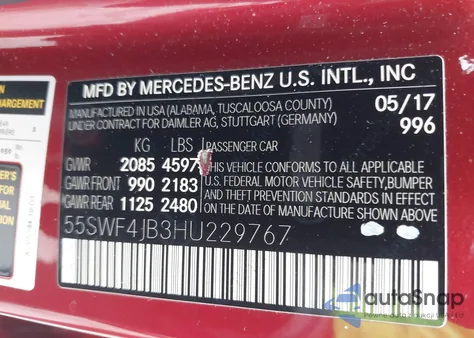 MFD BY MERCEDES-BENZ U.S. INTL., INC
MANUFACTURED IN USA (ALABAMA, TUSCALOOSA COUNTY) 05/17
UNDER CONTRACT FOR DAIMLER AG, STUTTGART (GERMANY) 996
KG LBS PASSENGER CAR
GVWR 2085 4597 THIS VEHICLE CONFORMS TO ALL APPLICABLE
GAWR FRONT 990 2183 U.S. FEDERAL MOTOR VEHICLE SAFETY, BUMPER
GAWR REAR 1125 2480 AND THEFT PREVENTION STANDARDS IN
EFFECT ON THE DATE OF MANUFACTURE
55SWF4JB3HU229767 SHOWN ABOVE.
HARGEMENT
autoSnap